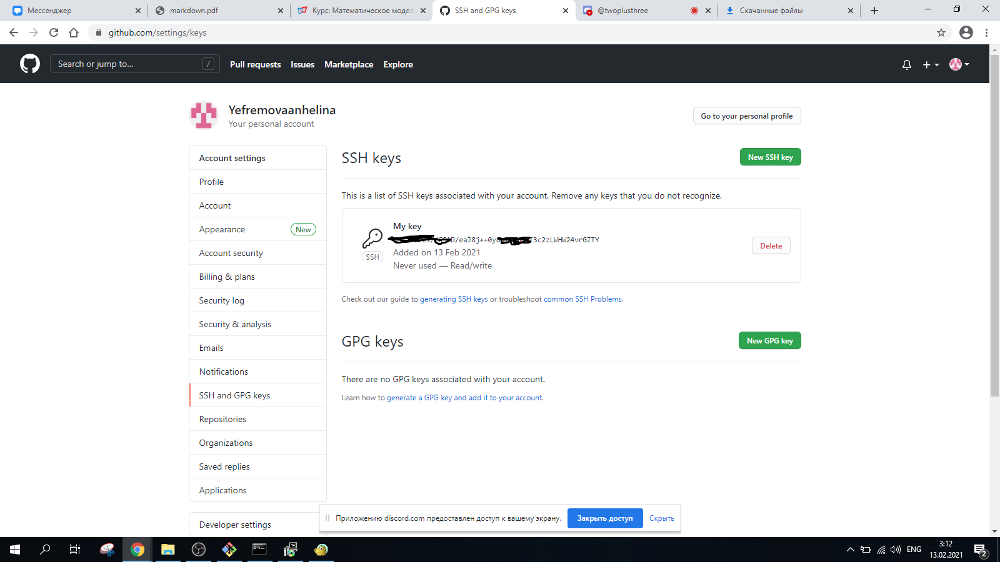 Мессенджер
markdown.pdf
Курс: Математическое модел
SSH and GPG keys
@twoplusthree
Скачанные файлы
github.com/settings/keys
Search or jump to...
/
Pull requests
Issues
Marketplace
Explore
Yefremovaanhelina
Your personal account
Go to your personal profile
Account settings
Profile
Account
Appearance
New
Account security
Billing & plans
Security log
Security & analysis
Emails
Notifications
SSH and GPG keys
Repositories
Organizations
Saved replies
Applications
Developer settings
SSH keys
New SSH key
This is a list of SSH keys associated with your account. Remove any keys that you do not recognize.
SSH
My key
D/eaJ8j++0y T3c2zLWHW24vrGZTY
Added on 13 Feb 2021
Never used — Read/write
Delete
Check out our guide to generating SSH keys or troubleshoot common SSH Problems.
GPG keys
New GPG key
There are no GPG keys associated with your account.
Learn how to generate a GPG key and add it to your account.
Приложению discord.com предоставлен доступ к вашему экрану.
Закрыть доступ
Скрыть
ENG
3:12
13.02.2021
2